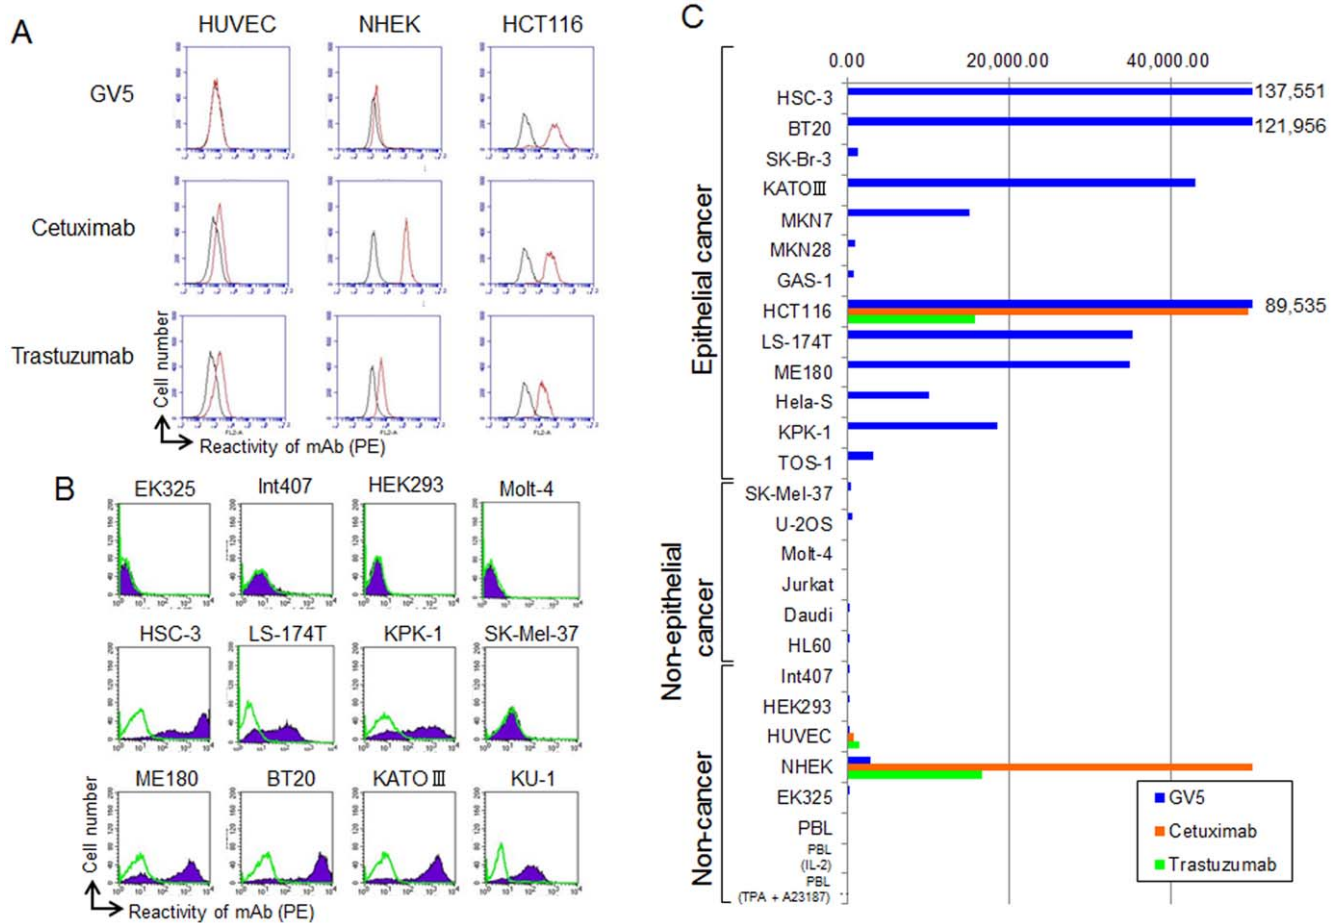 A
HUVEC NHEK HCT116
GV5
Cetuximab
Trastuzumab
Cell number
Reactivity of mAb (PE)
B
EK325 Int407 HEK293 Molt-4
HSC-3 LS-174T KPK-1 SK-Mel-37
ME180 BT20 KATOⅢ KU-1
Cell number
Reactivity of mAb (PE)
C
0.00 20,000.00 40,000.00
Epithelial cancer
HSC-3 137,551
BT20 121,956
SK-Br-3
KATOⅢ
MKN7
MKN28
GAS-1
HCT116 89,535
LS-174T
ME180
Hela-S
KPK-1
TOS-1
Non-epithelial
cancer
SK-Mel-37
U-2OS
Molt-4
Jurkat
Daudi
HL60
Non-cancer
Int407
HEK293
HUVEC
NHEK
EK325
PBL
PBL
(IL-2)
PBL
(TPA + A23187)
GV5
Cetuximab
Trastuzumab